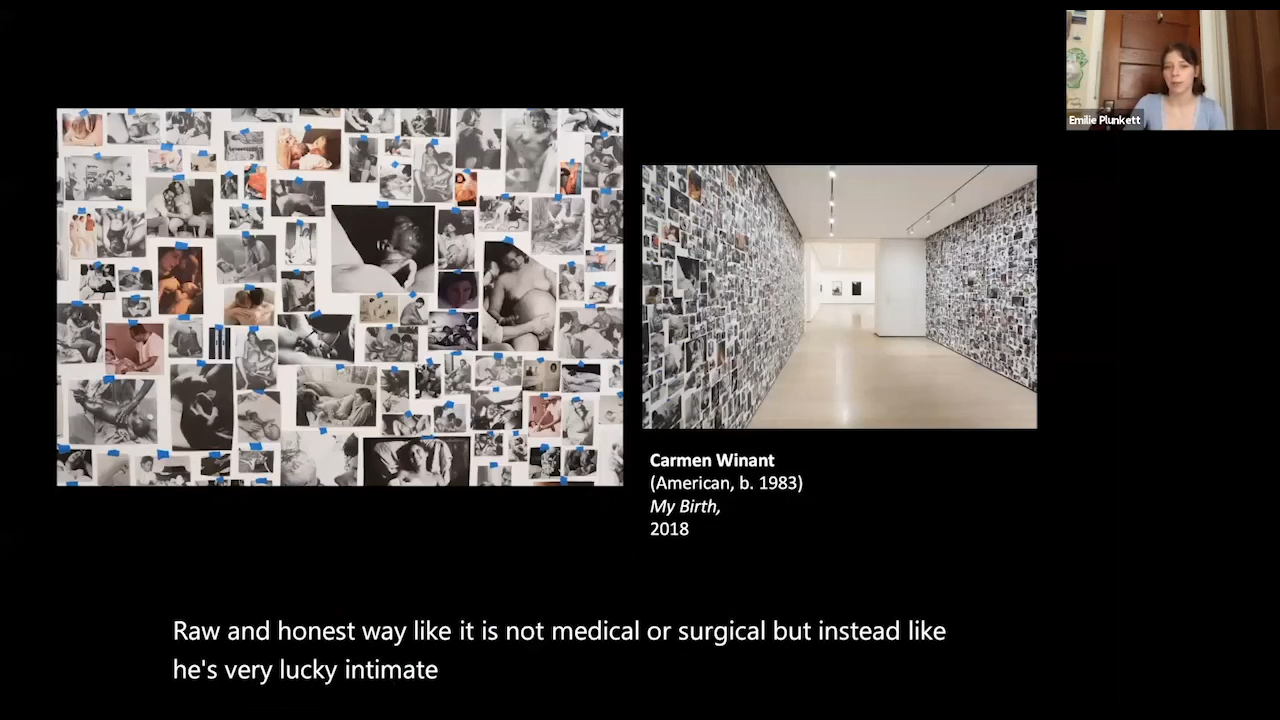 Emilie Plunkett
Carmen Winant
(American, b. 1983)
My Birth,
2018
Raw and honest way like it is not medical or surgical but instead like
he's very lucky intimate